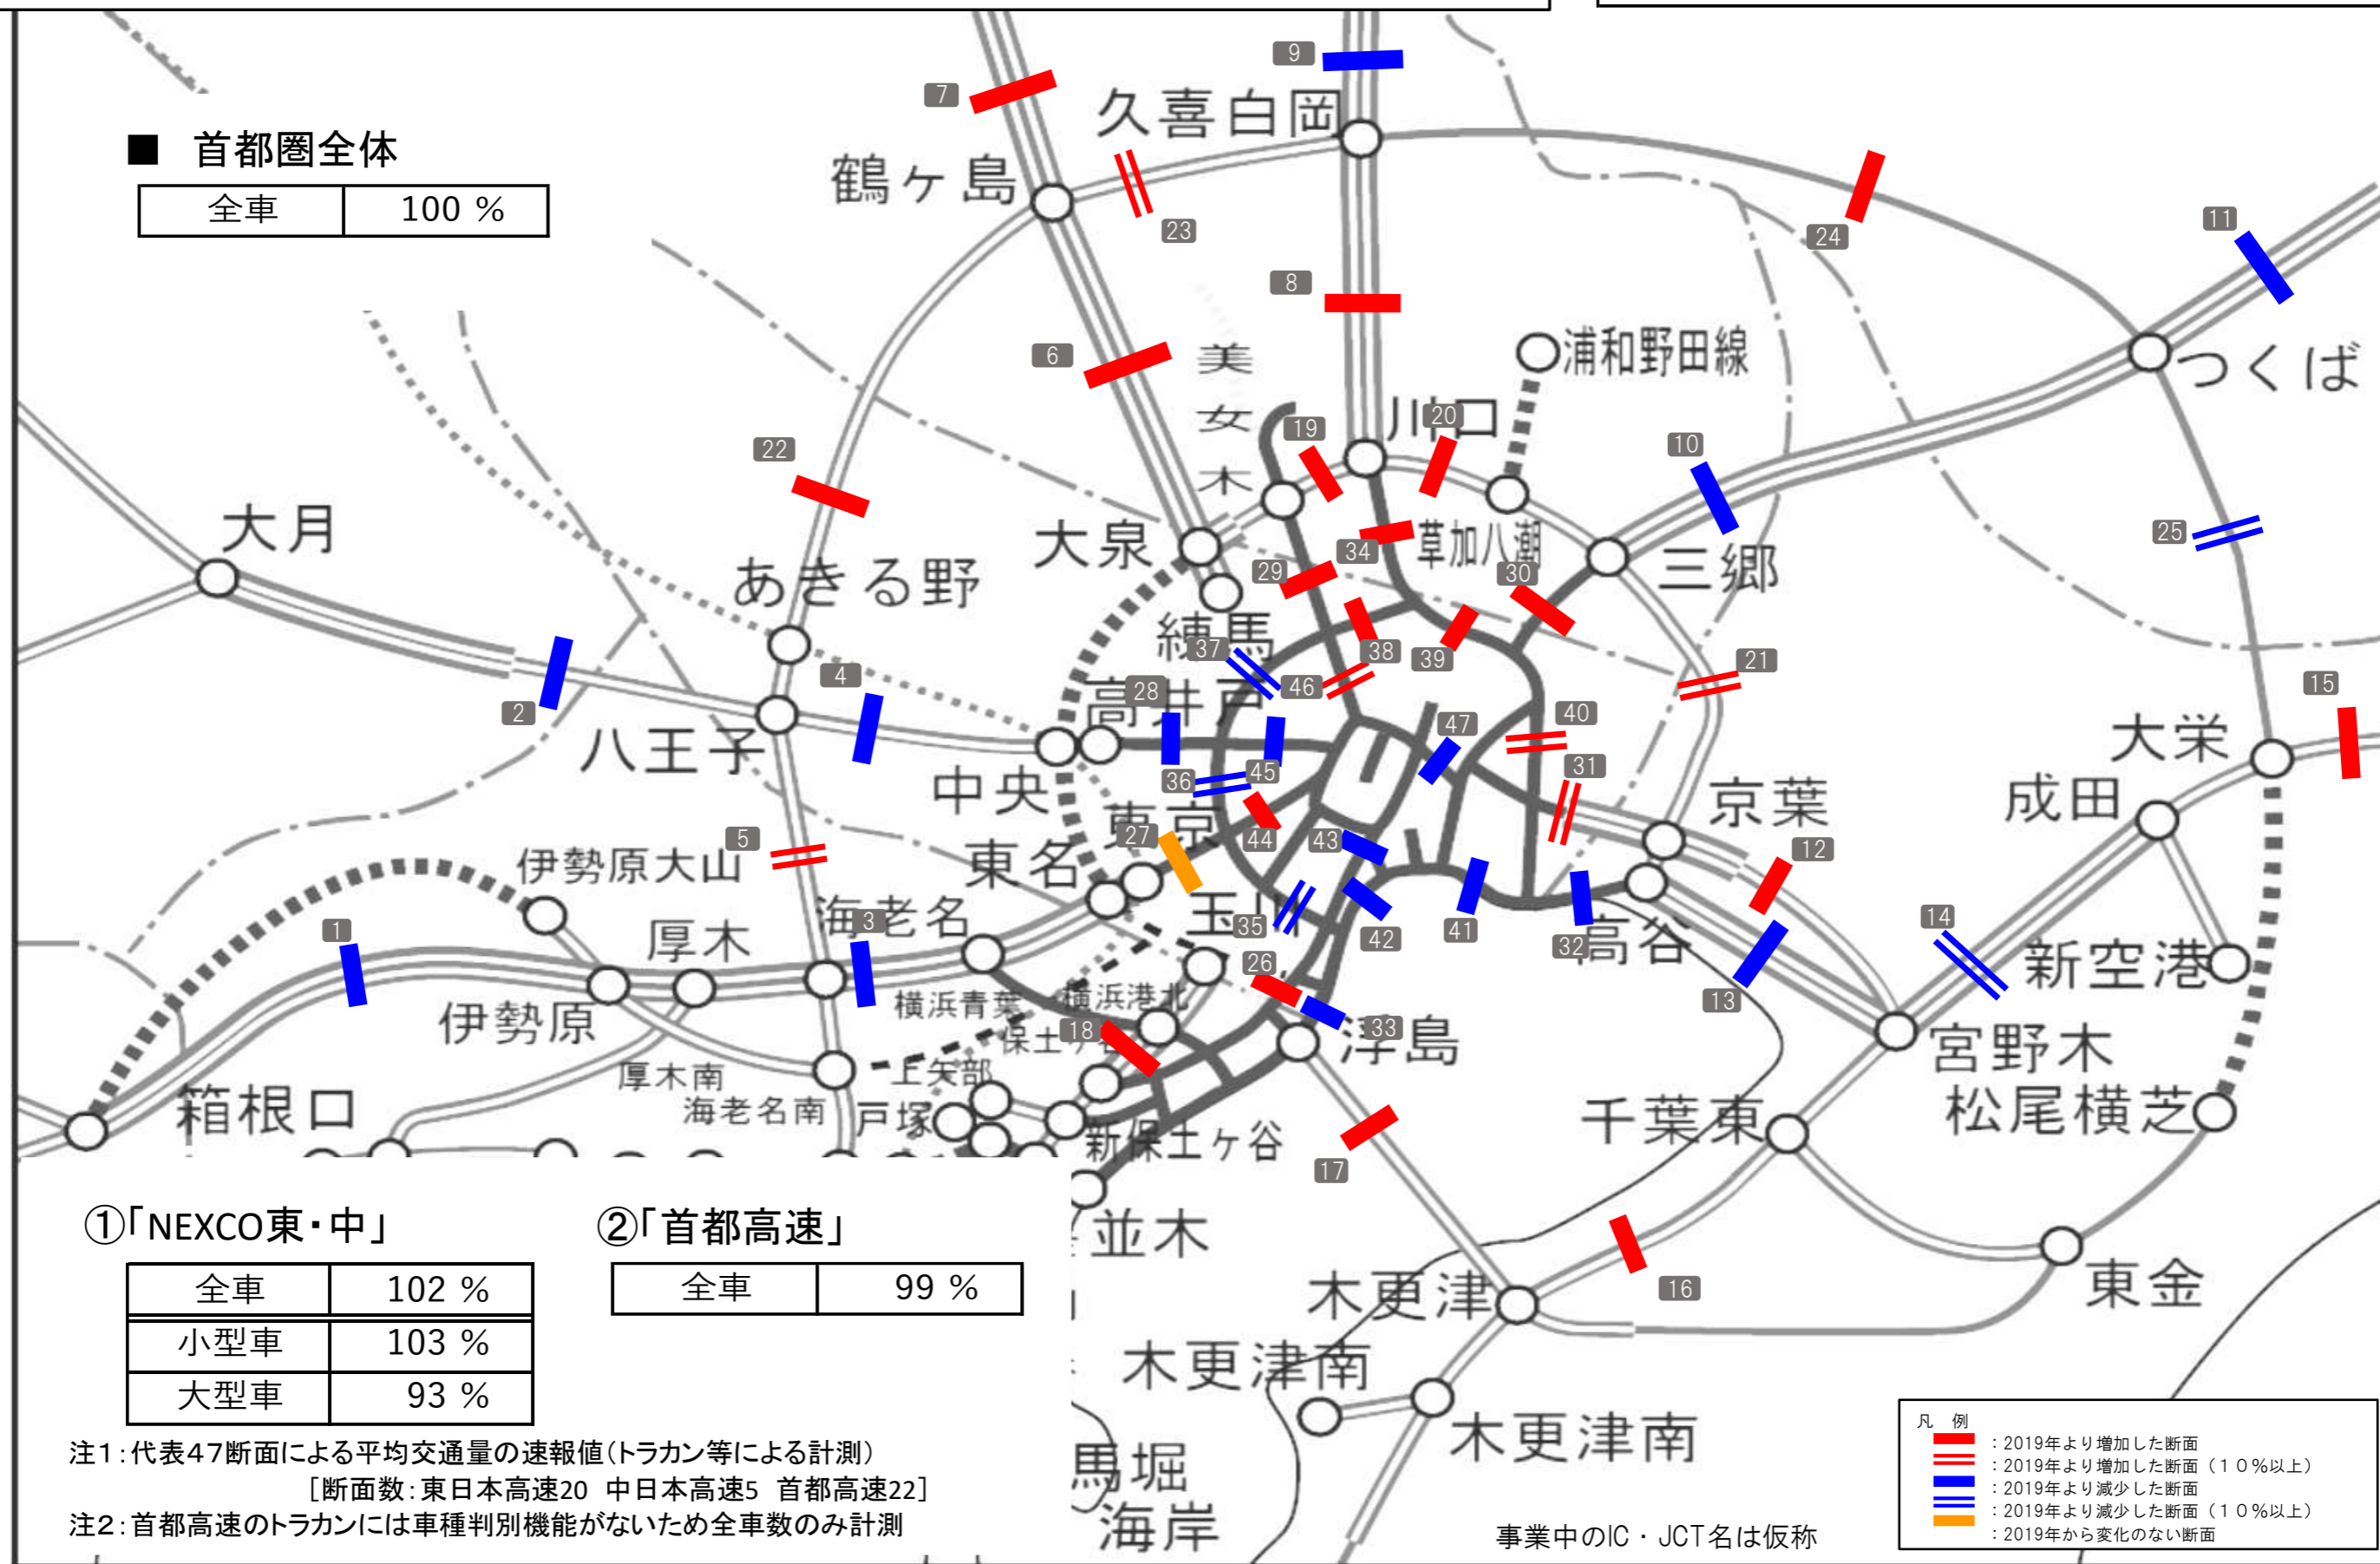 ■ 首都圏全体
全車 100 %
7
9
久喜白岡
鶴ヶ島
23
24
11
8
6
美女木
浦和野田線
つくば
川口
19
20
22
10
25
大月
あきる野
大泉
34
草加八潮
29
30
三郷
練馬
37
38
39
21
15
2
4
28
高井戸
46
47
40
大栄
八王子
中央
36
45
31
京葉
成田
5
27
東京
44
43
12
伊勢原大山
東名
海老名
3
厚木
玉川
35
42
41
32
高谷
14
新空港
1
26
13
伊勢原
横浜青葉
横浜港北
18
保土ヶ谷
33
浮島
宮野木
厚木南
上矢部
箱根口
海老名南
戸塚
新保土ヶ谷
千葉東
松尾横芝
17
①「NEXCO東・中」
②「首都高速」
並木
全車 102 %
全車 99 %
小型車 103 %
大型車 93 %
木更津
16
東金
木更津南
木更津南
注1：代表47断面による平均交通量の速報値（トラカン等による計測）
［断面数：東日本高速20 中日本高速5 首都高速22］
注2：首都高速のトラカンには車種判別機能がないため全車数のみ計測
馬堀
海岸
事業中のIC・JCT名は仮称
凡 例
：2019年より増加した断面
：2019年より増加した断面（１０％以上）
：2019年より減少した断面
：2019年より減少した断面（１０％以上）
：2019年から変化のない断面